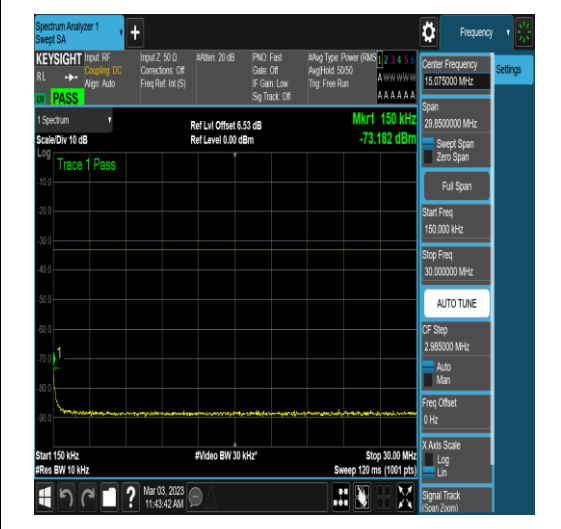 Spectrum Analyzer 1
Swept SA
Frequency
KEYSIGHT
RL
PASS
Input: RF
Coupling: DC
Align: Auto
Input Z: 50 Ω
Corrections: Off
Freq Ref: Int (S)
#Atten: 20 dB
PNO: Fast
Gate: Off
IF Gain: Low
Sig Track: Off
#Avg Type: Power (RMS
Avg|Hold: 50/50
Trig: Free Run
1 2 3 4 5 6
A W W W W W
A A A A A A
1 Spectrum
Scale/Div 10 dB
Log
Ref Lvl Offset 6.53 dB
Ref Level 0.00 dBm
Mkr1 150 kHz
-73.182 dBm
Trace 1 Pass
-10.0
-20.0
-30.0
-40.0
-50.0
-60.0
-70.0
-80.0
-90.0
1
Start 150 kHz
#Res BW 10 kHz
#Video BW 30 kHz*
Stop 30.00 MHz
Sweep 120 ms (1001 pts)
Mar 03, 2023
11:43:42 AM
Center Frequency
15.075000 MHz
Settings
Span
29.8500000 MHz
Swept Span
Zero Span
Full Span
Start Freq
150.000 kHz
Stop Freq
30.000000 MHz
AUTO TUNE
CF Step
2.985000 MHz
Auto
Man
Freq Offset
0 Hz
X Axis Scale
Log
Lin
Signal Track
(Span Zoom)